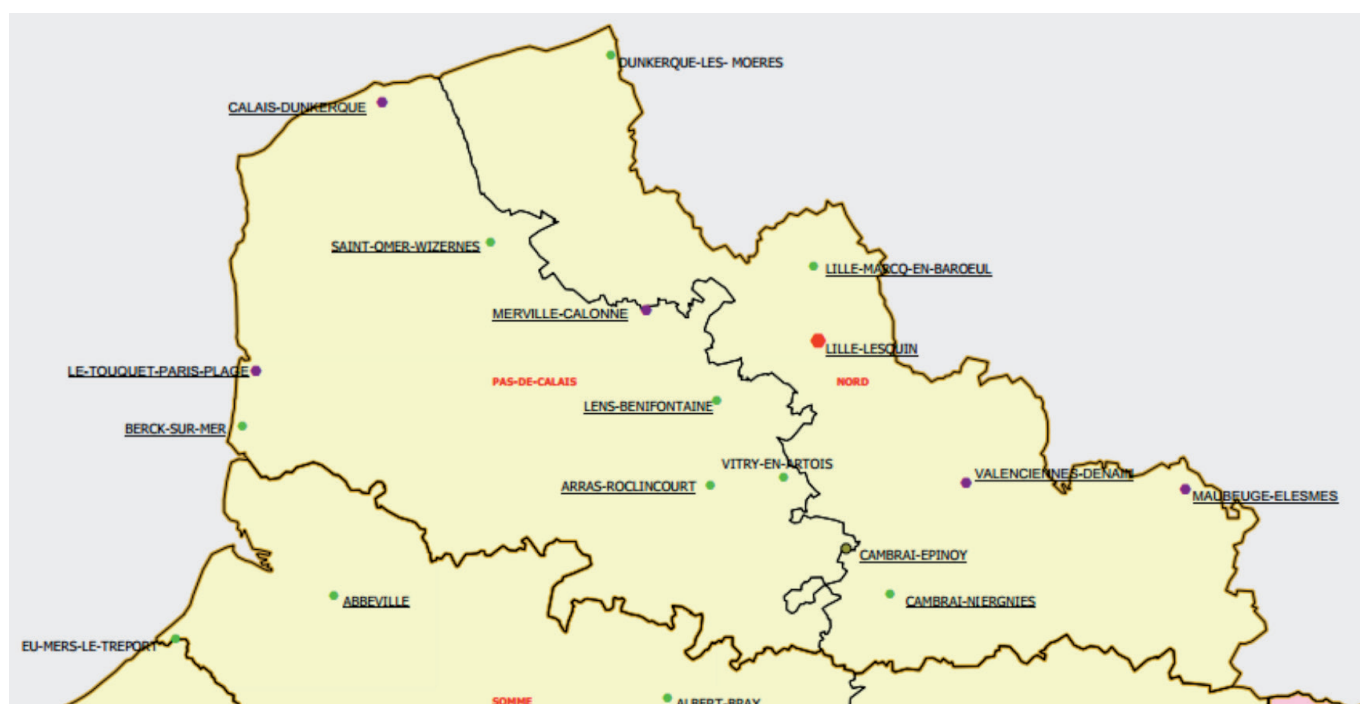 DUNKERQUE-LES- MOERES
CALAIS-DUNKERQUE
SAINT-OMER-WIZERNES
LILLE-MARCQ-EN-BAROEUL
MERVILLE-CALONNE
LILLE-LESQUIN
LE-TOUQUET-PARIS-PLAGE
PAS-DE-CALAIS
NORD
LENS-BENIFONTAINE
BERCK-SUR-MER
VITRY-EN-ARTOIS
VALENCIENNES-DENAIN
ARRAS-ROCLINCOURT
MAUBEUGE-ELESMES
CAMBRAI-EPINOY
ABBEVILLE
CAMBRAI-NIERGNIES
EU-MERS-LE-TREPORT
SOMME
ALBERT-BRAY